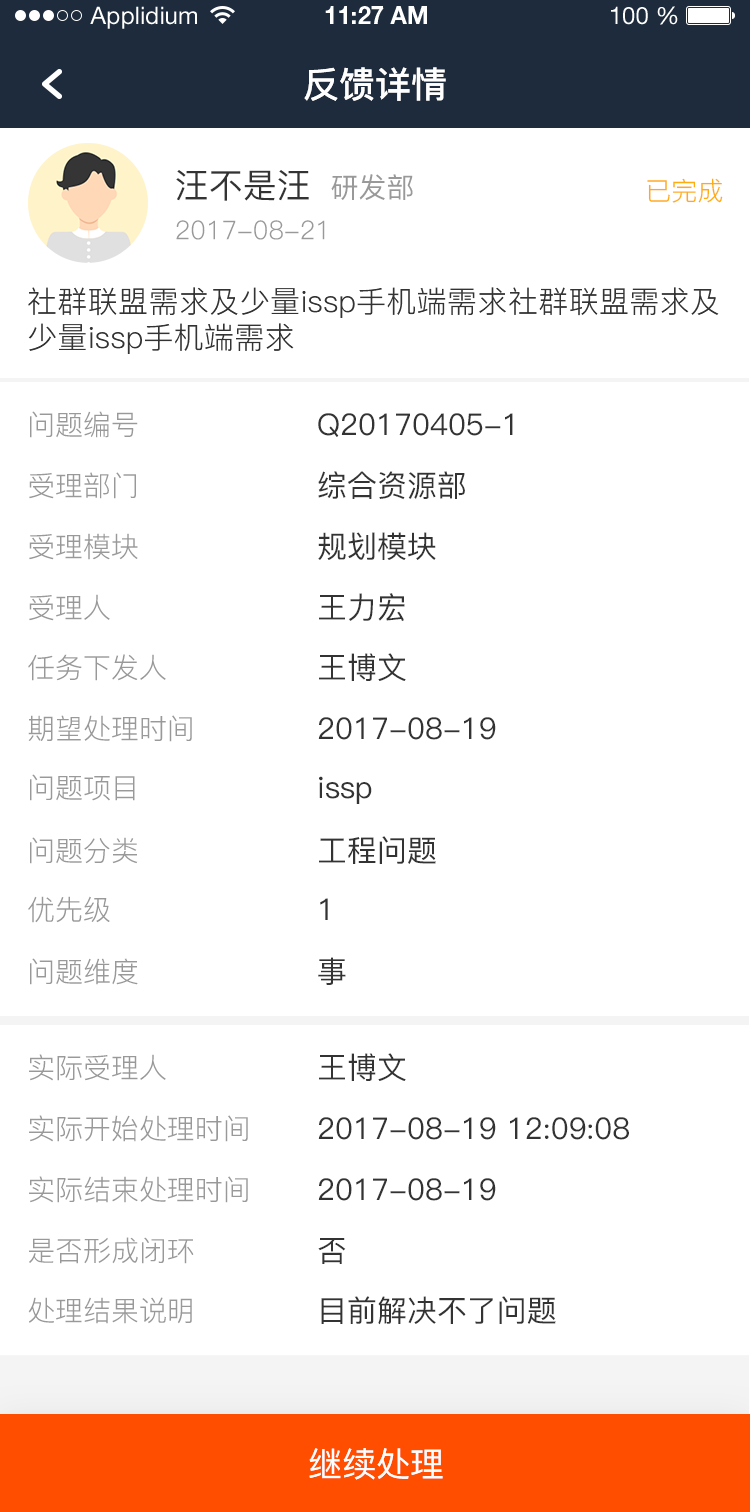 Applidium 11:27 AM 100 %
反馈详情
汪不是汪 研发部 已完成
2017-08-21
社群联盟需求及少量issp手机端需求社群联盟需求及
少量issp手机端需求
问题编号 Q20170405-1
受理部门 综合资源部
受理模块 规划模块
受理人 王力宏
任务下发人 王博文
期望处理时间 2017-08-19
问题项目 issp
问题分类 工程问题
优先级 1
问题维度 事
实际受理人 王博文
实际开始处理时间 2017-08-19 12:09:08
实际结束处理时间 2017-08-19
是否形成闭环 否
处理结果说明 目前解决不了问题
继续处理